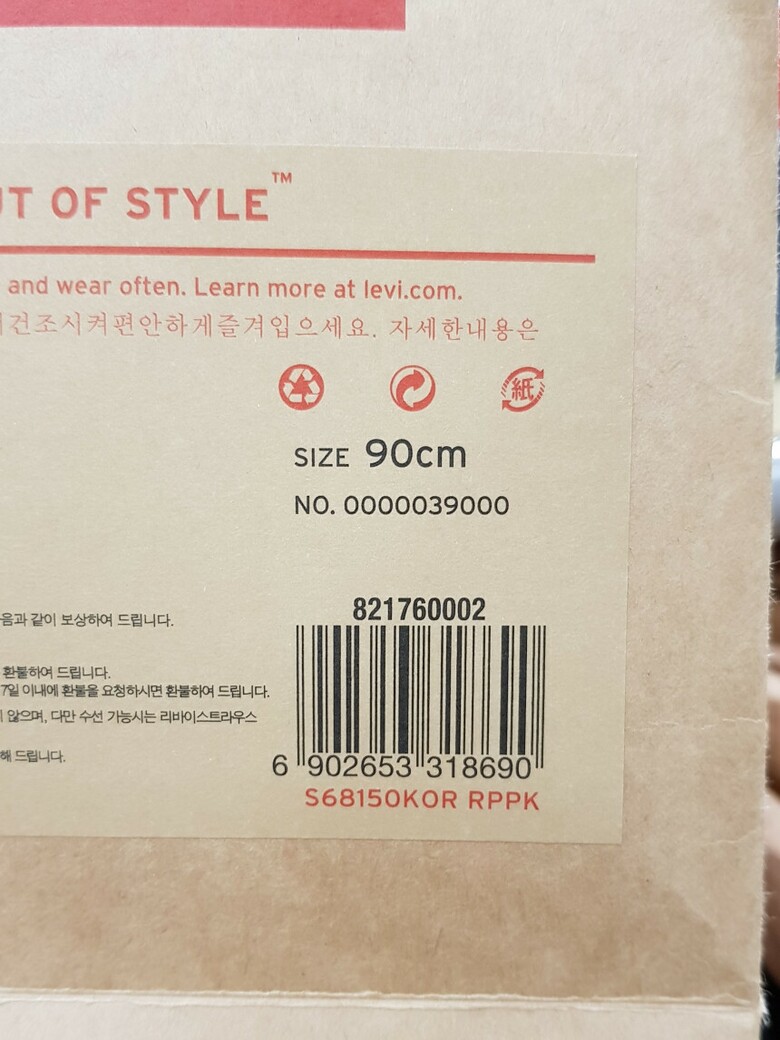 OF STYLE™
and wear often. Learn more at levi.com.
건조시켜편안하게즐겨입으세요. 자세한내용은
紙
SIZE 90cm
NO. 0000039000
821760002
음과 같이 보상하여 드립니다.
환불하여 드립니다.
7일 이내에 환불을 요청하시면 환불하여 드립니다.
않으며, 다만 수선 가능시는 리바이스트라우스
해 드립니다.
6 902653 318690
S68150KOR RPPK